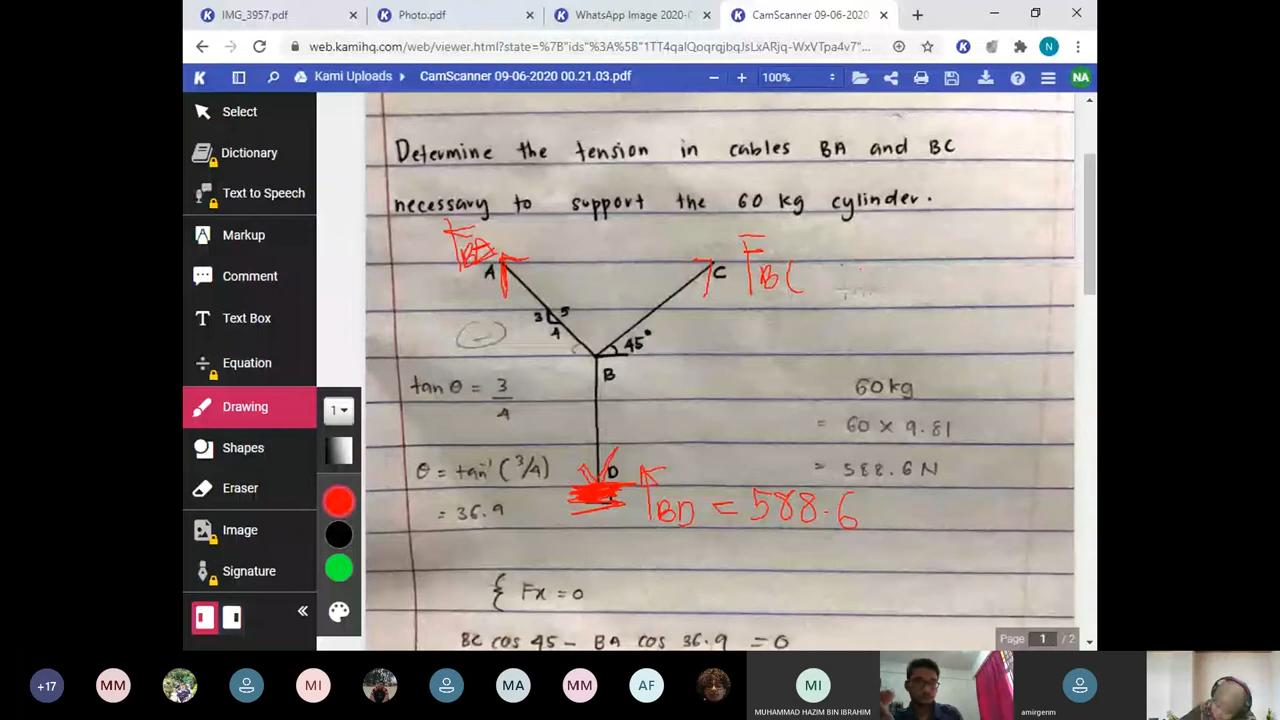 IMG_3957.pdf
Photo.pdf
WhatsApp Image 2020-
CamScanner 09-06-2020
web.kamihq.com/web/viewer.html?state=%7B"ids"%3A%5B"1TT4qalQoqrqjbqJsLxARjq-WxVTpa4v7"...
N
K
Kami Uploads
CamScanner 09-06-2020 00.21.03.pdf
100%
NA
Select
Dictionary
Text to Speech
Markup
Comment
Text Box
Equation
Drawing
1
Shapes
Eraser
Image
Signature
Determine the tension in cables BA and BC
necessary to support the 60 kg cylinder.
FBA
A
C
FBC
3 5
4
45°
B
tan θ = 3/4
60kg
= 60 x 9.81
θ = tan⁻¹ (3/4)
D
= 588.6 N
= 36.9
BD = 588.6
Fx = 0
BC cos 45 - BA cos 36.9 = 0
Page 1 / 2
+17
MM
MI
MA
MM
AF
MI
MUHAMMAD HAZIM BIN IBRAHIM
amirgenm